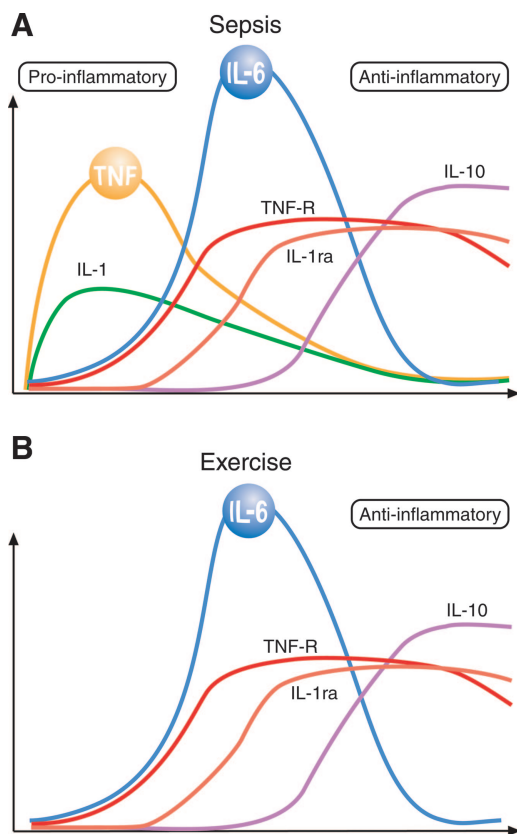 A
Sepsis
Pro-inflammatory
IL-6
Anti-inflammatory
TNF
IL-10
TNF-R
IL-1ra
IL-1
B
Exercise
IL-6
Anti-inflammatory
IL-10
TNF-R
IL-1ra